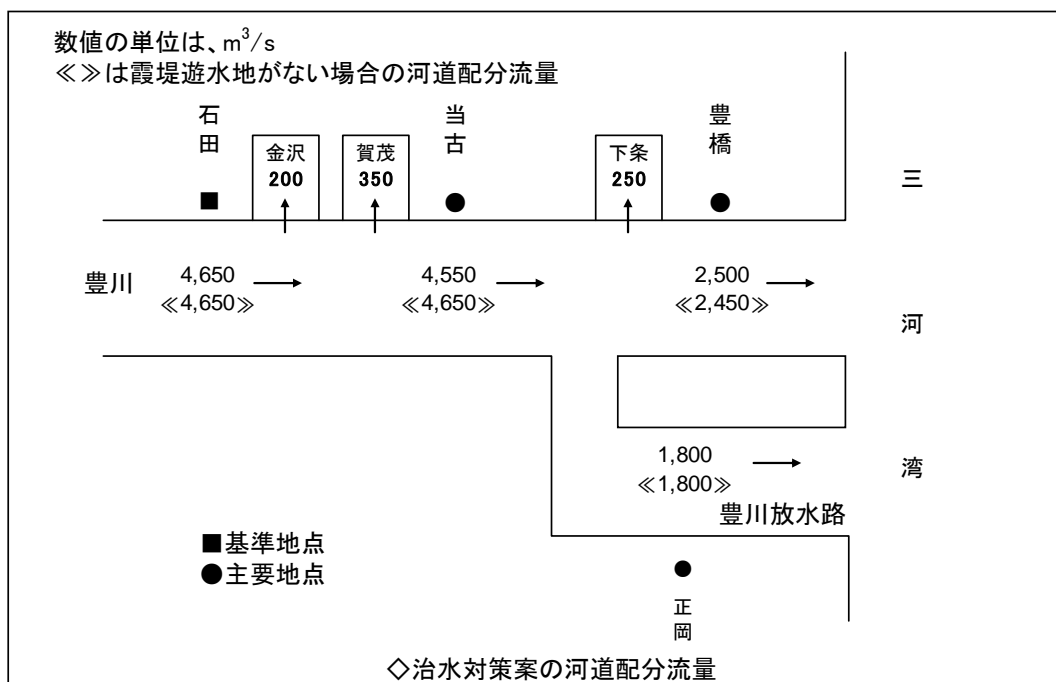 数値の単位は、m³/s
≪≫は霞堤遊水地がない場合の河道配分流量
石田
当古
豊橋
金沢
200
賀茂
350
下条
250
三河湾
豊川
4,650
≪4,650≫
4,550
≪4,650≫
2,500
≪2,450≫
1,800
≪1,800≫
豊川放水路
■基準地点
●主要地点
正岡
◇治水対策案の河道配分流量